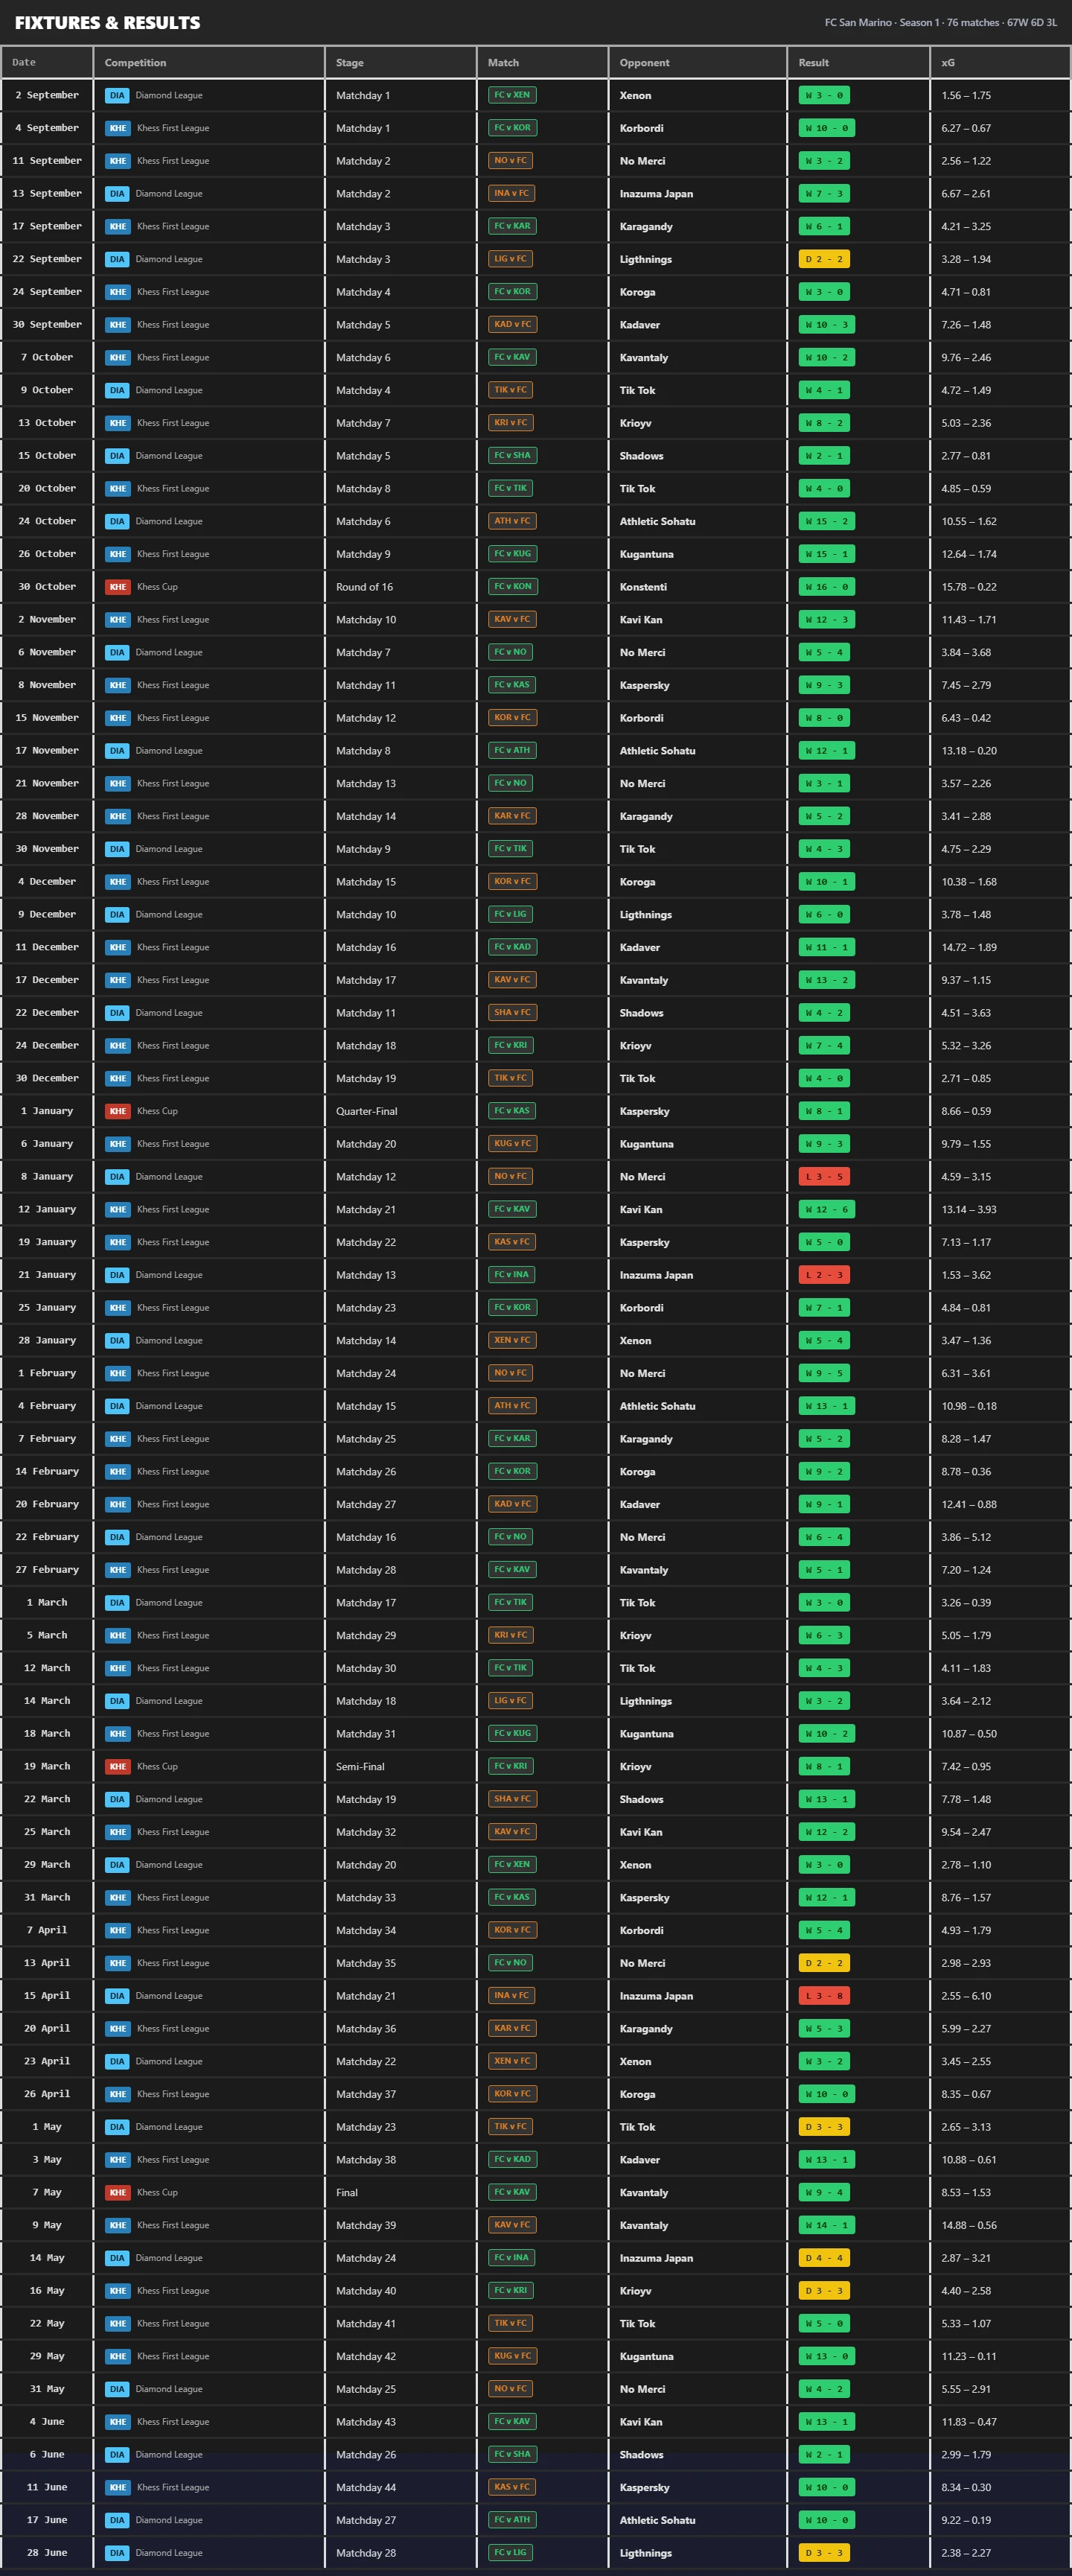 FIXTURES & RESULTS
FC San Marino · Season 1 · 76 matches · 67W 6D 3L
Date Competition Stage Match Opponent Result xG
2 September DIA Diamond League Matchday 1 FC v XEN Xenon W 3 - 0 1.56 – 1.75
4 September KHE Khess First League Matchday 1 FC v KOR Korbordi W 10 - 0 6.27 – 0.67
11 September KHE Khess First League Matchday 2 NO v FC No Merci W 3 - 2 2.56 – 1.22
13 September DIA Diamond League Matchday 2 INA v FC Inazuma Japan W 7 - 3 6.67 – 2.61
17 September KHE Khess First League Matchday 3 FC v KAR Karagandy W 6 - 1 4.21 – 3.25
22 September DIA Diamond League Matchday 3 LIG v FC Ligthnings D 2 - 2 3.28 – 1.94
24 September KHE Khess First League Matchday 4 FC v KOR Koroga W 3 - 0 4.71 – 0.81
30 September KHE Khess First League Matchday 5 KAD v FC Kadaver W 10 - 3 7.26 – 1.48
7 October KHE Khess First League Matchday 6 FC v KAV Kavantaly W 10 - 2 9.76 – 2.46
9 October DIA Diamond League Matchday 4 TIK v FC Tik Tok W 4 - 1 4.72 – 1.49
13 October KHE Khess First League Matchday 7 KRI v FC Krioyv W 8 - 2 5.03 – 2.36
15 October DIA Diamond League Matchday 5 FC v SHA Shadows W 2 - 1 2.77 – 0.81
20 October KHE Khess First League Matchday 8 FC v TIK Tik Tok W 4 - 0 4.85 – 0.59
24 October DIA Diamond League Matchday 6 ATH v FC Athletic Sohatu W 15 - 2 10.55 – 1.62
26 October KHE Khess First League Matchday 9 FC v KUG Kugantuna W 15 - 1 12.64 – 1.74
30 October KHE Khess Cup Round of 16 FC v KON Konstenti W 16 - 0 15.78 – 0.22
2 November KHE Khess First League Matchday 10 KAV v FC Kavi Kan W 12 - 3 11.43 – 1.71
6 November DIA Diamond League Matchday 7 FC v NO No Merci W 5 - 4 3.84 – 3.68
8 November KHE Khess First League Matchday 11 FC v KAS Kaspersky W 9 - 3 7.45 – 2.79
15 November KHE Khess First League Matchday 12 KOR v FC Korbordi W 8 - 0 6.43 – 0.42
17 November DIA Diamond League Matchday 8 FC v ATH Athletic Sohatu W 12 - 1 13.18 – 0.20
21 November KHE Khess First League Matchday 13 FC v NO No Merci W 3 - 1 3.57 – 2.26
28 November KHE Khess First League Matchday 14 KAR v FC Karagandy W 5 - 2 3.41 – 2.88
30 November DIA Diamond League Matchday 9 FC v TIK Tik Tok W 4 - 3 4.75 – 2.29
4 December KHE Khess First League Matchday 15 KOR v FC Koroga W 10 - 1 10.38 – 1.68
9 December DIA Diamond League Matchday 10 FC v LIG Ligthnings W 6 - 0 3.78 – 1.48
11 December KHE Khess First League Matchday 16 FC v KAD Kadaver W 11 - 1 14.72 – 1.89
17 December KHE Khess First League Matchday 17 KAV v FC Kavantaly W 13 - 2 9.37 – 1.15
22 December DIA Diamond League Matchday 11 SHA v FC Shadows W 4 - 2 4.51 – 3.63
24 December KHE Khess First League Matchday 18 FC v KRI Krioyv W 7 - 4 5.32 – 3.26
30 December KHE Khess First League Matchday 19 TIK v FC Tik Tok W 4 - 0 2.71 – 0.85
1 January KHE Khess Cup Quarter-Final FC v KAS Kaspersky W 8 - 1 8.66 – 0.59
6 January KHE Khess First League Matchday 20 KUG v FC Kugantuna W 9 - 3 9.79 – 1.55
8 January DIA Diamond League Matchday 12 NO v FC No Merci L 3 - 5 4.59 – 3.15
12 January KHE Khess First League Matchday 21 FC v KAV Kavi Kan W 12 - 6 13.14 – 3.93
19 January KHE Khess First League Matchday 22 KAS v FC Kaspersky W 5 - 0 7.13 – 1.17
21 January DIA Diamond League Matchday 13 FC v INA Inazuma Japan L 2 - 3 1.53 – 3.62
25 January KHE Khess First League Matchday 23 FC v KOR Korbordi W 7 - 1 4.84 – 0.81
28 January DIA Diamond League Matchday 14 XEN v FC Xenon W 5 - 4 3.47 – 1.36
1 February KHE Khess First League Matchday 24 NO v FC No Merci W 9 - 5 6.31 – 3.61
4 February DIA Diamond League Matchday 15 ATH v FC Athletic Sohatu W 13 - 1 10.98 – 0.18
7 February KHE Khess First League Matchday 25 FC v KAR Karagandy W 5 - 2 8.28 – 1.47
14 February KHE Khess First League Matchday 26 FC v KOR Koroga W 9 - 2 8.78 – 0.36
20 February KHE Khess First League Matchday 27 KAD v FC Kadaver W 9 - 1 12.41 – 0.88
22 February DIA Diamond League Matchday 16 FC v NO No Merci W 6 - 4 3.86 – 5.12
27 February KHE Khess First League Matchday 28 FC v KAV Kavantaly W 5 - 1 7.20 – 1.24
1 March DIA Diamond League Matchday 17 FC v TIK Tik Tok W 3 - 0 3.26 – 0.39
5 March KHE Khess First League Matchday 29 KRI v FC Krioyv W 6 - 3 5.05 – 1.79
12 March KHE Khess First League Matchday 30 FC v TIK Tik Tok W 4 - 3 4.11 – 1.83
14 March DIA Diamond League Matchday 18 LIG v FC Ligthnings W 3 - 2 3.64 – 2.12
18 March KHE Khess First League Matchday 31 FC v KUG Kugantuna W 10 - 2 10.87 – 0.50
19 March KHE Khess Cup Semi-Final FC v KRI Krioyv W 8 - 1 7.42 – 0.95
22 March DIA Diamond League Matchday 19 SHA v FC Shadows W 13 - 1 7.78 – 1.48
25 March KHE Khess First League Matchday 32 KAV v FC Kavi Kan W 12 - 2 9.54 – 2.47
29 March DIA Diamond League Matchday 20 FC v XEN Xenon W 3 - 0 2.78 – 1.10
31 March KHE Khess First League Matchday 33 FC v KAS Kaspersky W 12 - 1 8.76 – 1.57
7 April KHE Khess First League Matchday 34 KOR v FC Korbordi W 5 - 4 4.93 – 1.79
13 April KHE Khess First League Matchday 35 FC v NO No Merci D 2 - 2 2.98 – 2.93
15 April DIA Diamond League Matchday 21 INA v FC Inazuma Japan L 3 - 8 2.55 – 6.10
20 April KHE Khess First League Matchday 36 KAR v FC Karagandy W 5 - 3 5.99 – 2.27
23 April DIA Diamond League Matchday 22 XEN v FC Xenon W 3 - 2 3.45 – 2.55
26 April KHE Khess First League Matchday 37 KOR v FC Koroga W 10 - 0 8.35 – 0.67
1 May DIA Diamond League Matchday 23 TIK v FC Tik Tok D 3 - 3 2.65 – 3.13
3 May KHE Khess First League Matchday 38 FC v KAD Kadaver W 13 - 1 10.88 – 0.61
7 May KHE Khess Cup Final FC v KAV Kavantaly W 9 - 4 8.53 – 1.53
9 May KHE Khess First League Matchday 39 KAV v FC Kavantaly W 14 - 1 14.88 – 0.56
14 May DIA Diamond League Matchday 24 FC v INA Inazuma Japan D 4 - 4 2.87 – 3.21
16 May KHE Khess First League Matchday 40 FC v KRI Krioyv D 3 - 3 4.40 – 2.58
22 May KHE Khess First League Matchday 41 TIK v FC Tik Tok W 5 - 0 5.33 – 1.07
29 May KHE Khess First League Matchday 42 KUG v FC Kugantuna W 13 - 0 11.23 – 0.11
31 May DIA Diamond League Matchday 25 NO v FC No Merci W 4 - 2 5.55 – 2.91
4 June KHE Khess First League Matchday 43 FC v KAV Kavi Kan W 13 - 1 11.83 – 0.47
6 June DIA Diamond League Matchday 26 FC v SHA Shadows W 2 - 1 2.99 – 1.79
11 June KHE Khess First League Matchday 44 KAS v FC Kaspersky W 10 - 0 8.34 – 0.30
17 June DIA Diamond League Matchday 27 FC v ATH Athletic Sohatu W 10 - 0 9.22 – 0.19
28 June DIA Diamond League Matchday 28 FC v LIG Ligthnings D 3 - 3 2.38 – 2.27